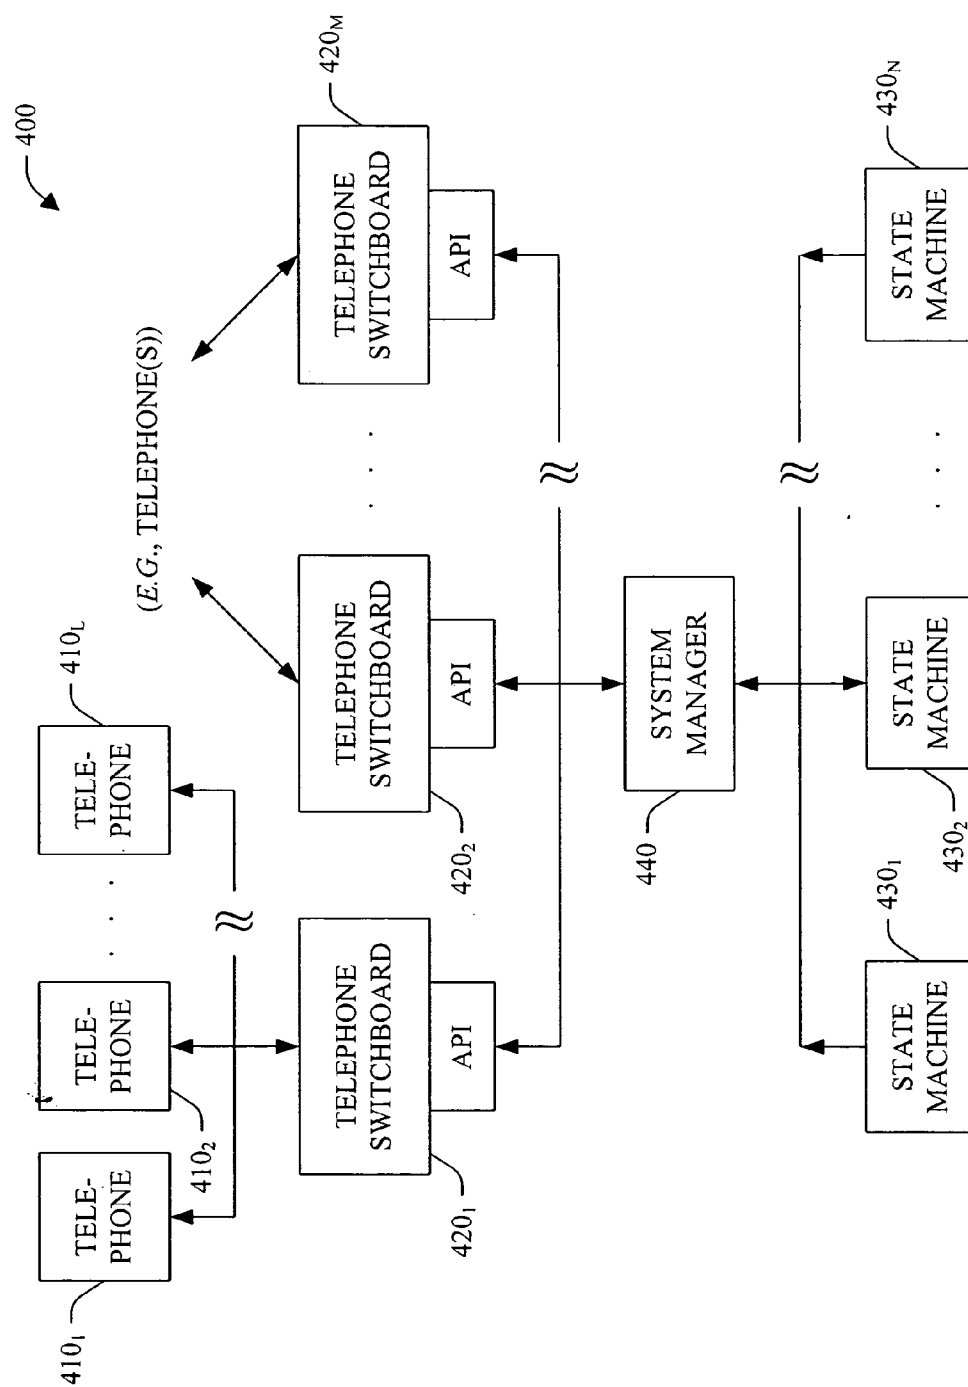 400
(E.G., TELEPHONE(S))
410₁
TELE-
PHONE
410₂
TELE-
PHONE
. . .
410L
TELE-
PHONE
420₁
TELEPHONE
SWITCHBOARD
API
420₂
TELEPHONE
SWITCHBOARD
API
. . .
420M
TELEPHONE
SWITCHBOARD
API
440
SYSTEM
MANAGER
430₁
STATE
MACHINE
430₂
STATE
MACHINE
. . .
430N
STATE
MACHINE